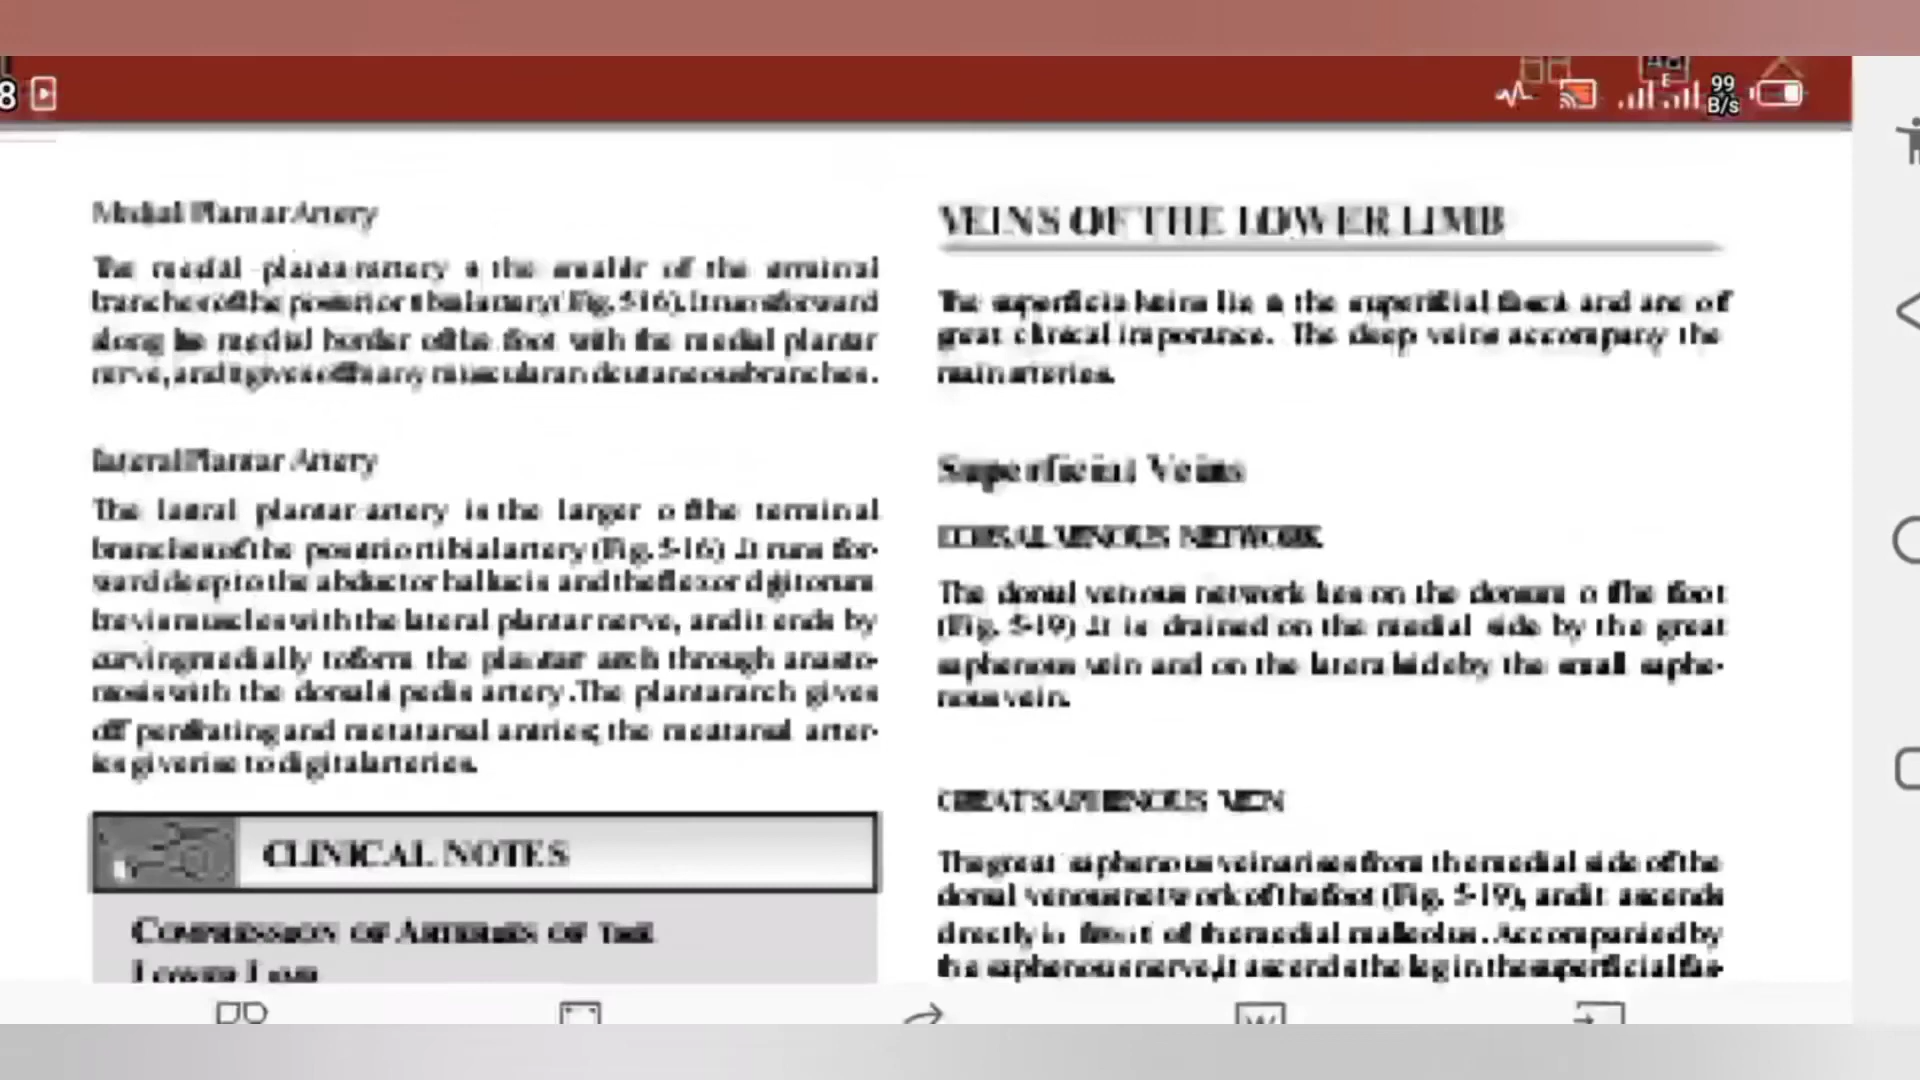 8
99
B/s
Medial Plantar Artery
The medial plantar artery is the smaller of the terminal
branches of the posterior tibial artery (Fig. 5-16). It runs forward
along the medial border of the foot with the medial plantar
nerve, and it gives off many muscular and cutaneous branches.
Lateral Plantar Artery
The lateral plantar artery is the larger of the terminal
branches of the posterior tibial artery (Fig. 5-16). It runs for-
ward deep to the abductor hallucis and the flexor digitorum
brevis muscles with the lateral plantar nerve, and it ends by
curving medially to form the plantar arch through anasto-
mosis with the dorsalis pedis artery. The plantar arch gives
off perforating and metatarsal arteries; the metatarsal arter-
ies give rise to digital arteries.
CLINICAL NOTES
COMPRESSION OF ARTERIES OF THE
LOWER LIMB
VEINS OF THE LOWER LIMB
The superficial veins lie in the superficial fascia and are of
great clinical importance. The deep veins accompany the
main arteries.
Superficial Veins
DORSAL VENOUS NETWORK
The dorsal venous network lies on the dorsum of the foot
(Fig. 5-19). It is drained on the medial side by the great
saphenous vein and on the lateral side by the small saphe-
nous vein.
GREAT SAPHENOUS VEIN
The great saphenous vein arises from the medial side of the
dorsal venous network of the foot (Fig. 5-19), and it ascends
directly in front of the medial malleolus. Accompanied by
the saphenous nerve, it ascends the leg in the superficial fas-
W